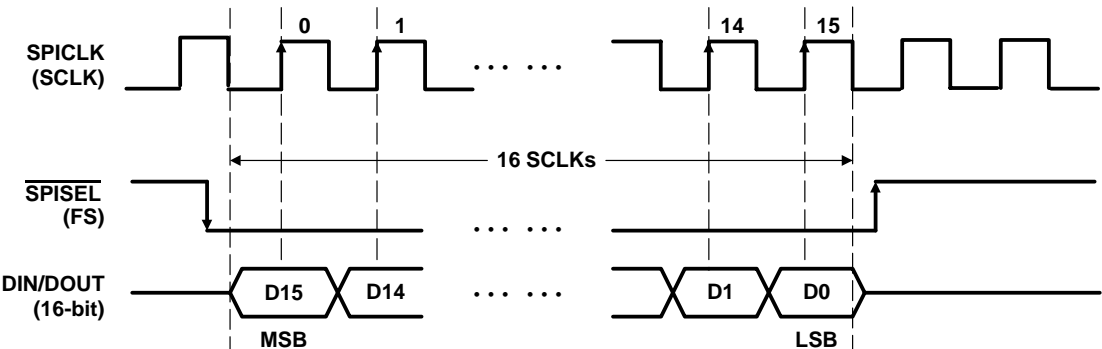 0 1 14 15
SPICLK
(SCLK)
... ... 
16 SCLKs
SPISEL
(FS)
... ...
DIN/DOUT
(16-bit)
D15 D14 ... ... D1 D0
MSB LSB